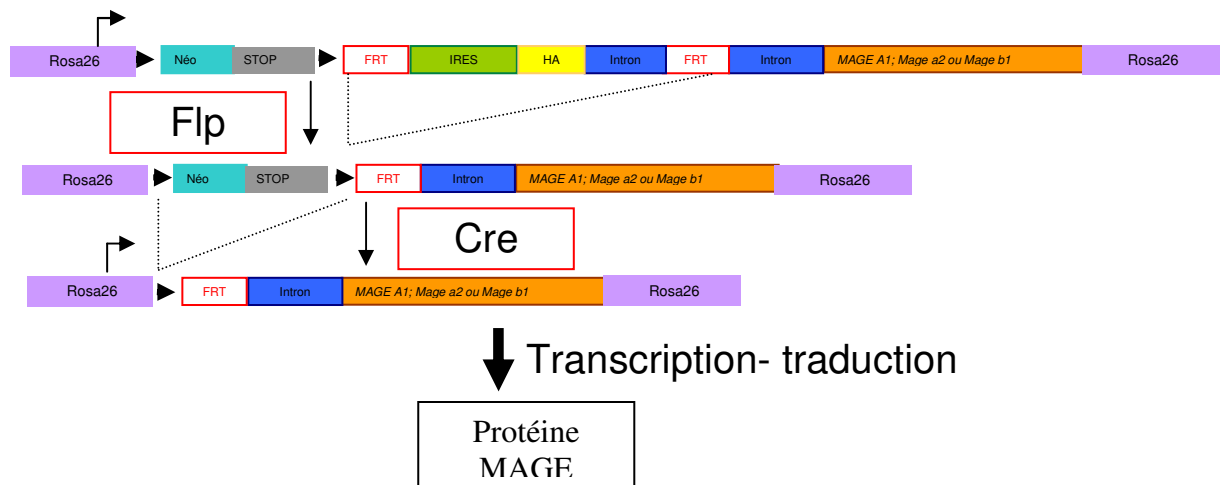 Rosa26 Néo STOP FRT IRES HA Intron FRT Intron MAGE A1; Mage a2 ou Mage b1 Rosa26
Flp
Rosa26 Néo STOP FRT Intron MAGE A1; Mage a2 ou Mage b1 Rosa26
Cre
Rosa26 FRT Intron MAGE A1; Mage a2 ou Mage b1 Rosa26
Transcription- traduction
Protéine
MAGE